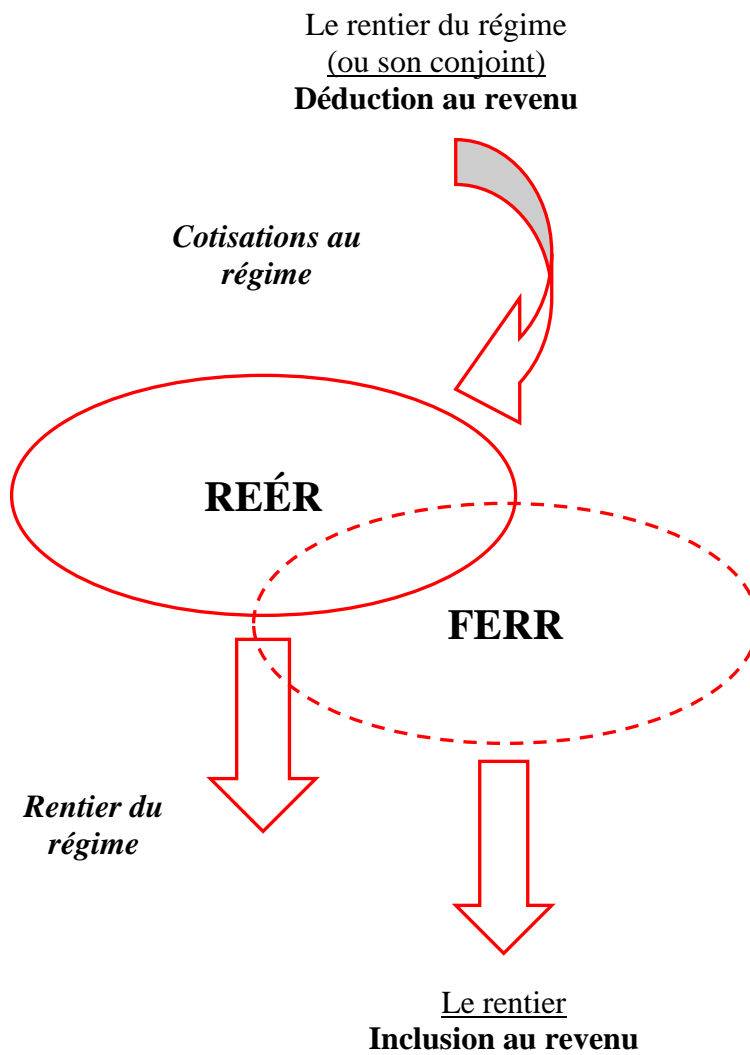 Le rentier du régime
(ou son conjoint)
Déduction au revenu
Cotisations au
régime
REÉR
FERR
Rentier du
régime
Le rentier
Inclusion au revenu